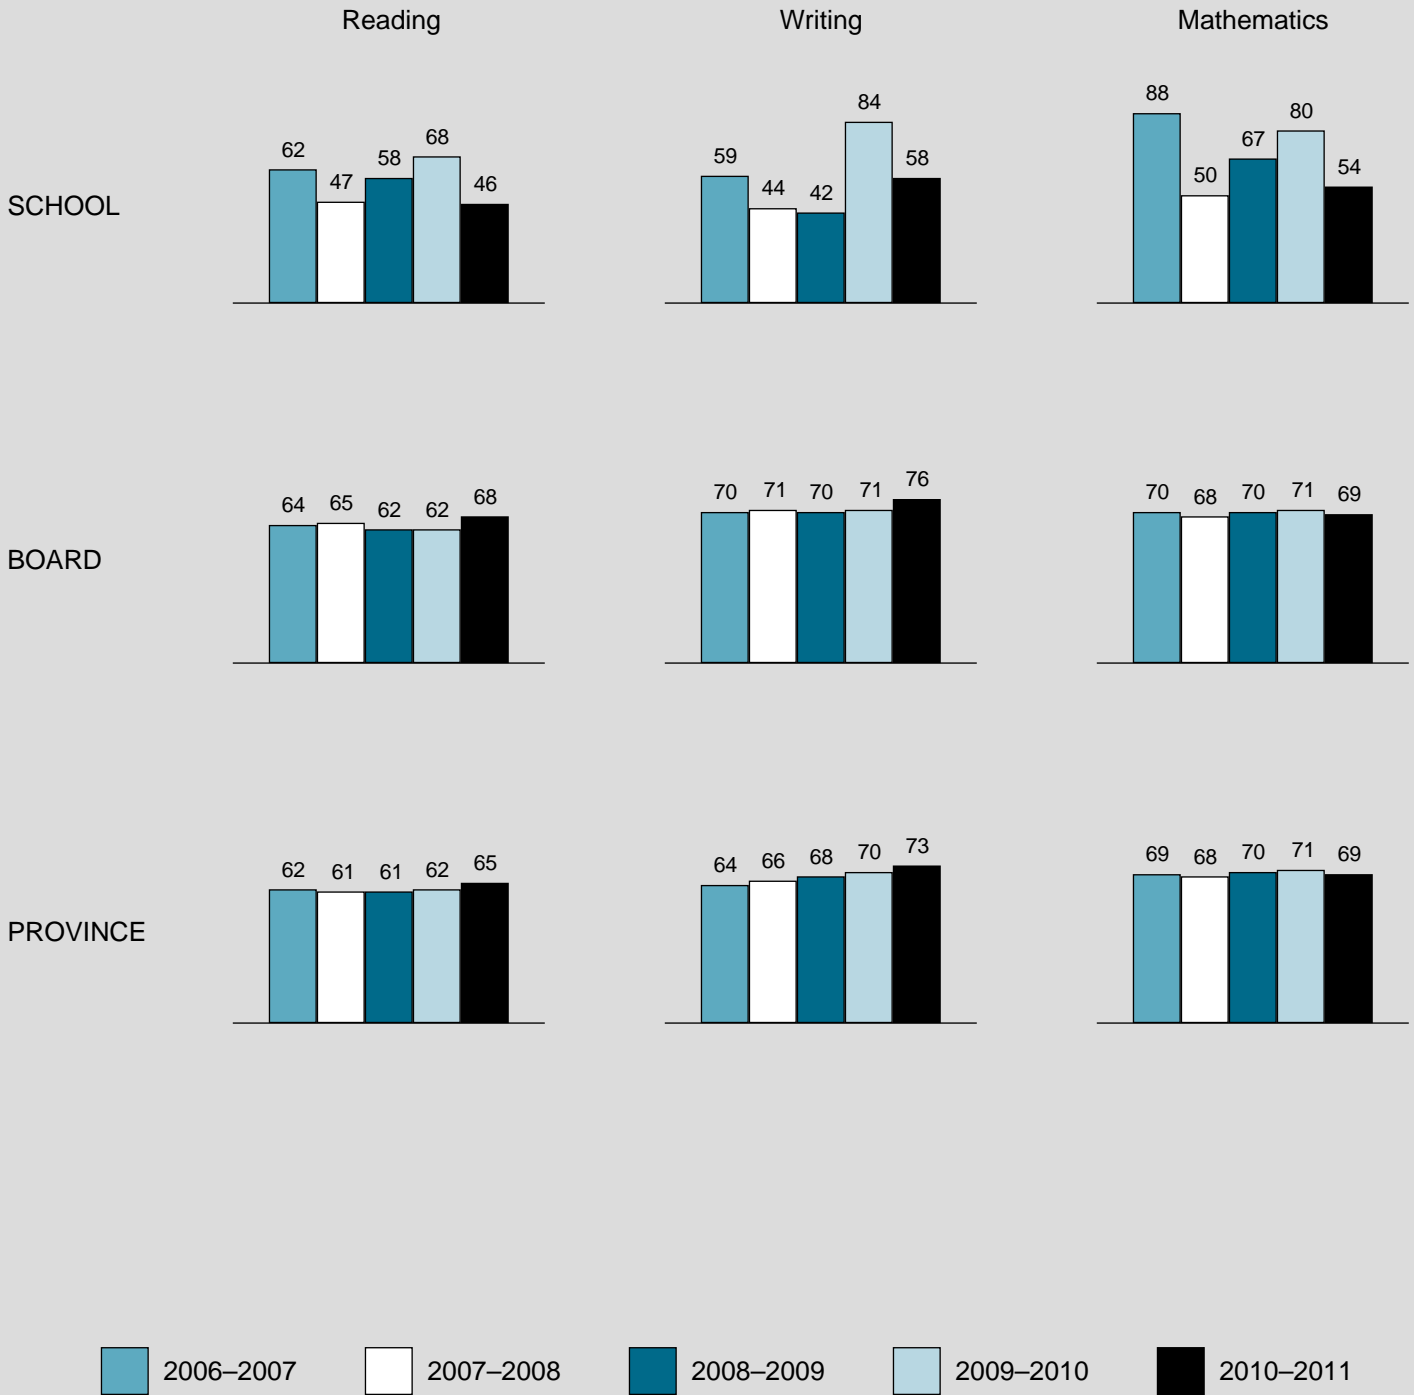 Reading Writing Mathematics
SCHOOL
62 47 58 68 46
59 44 42 84 58
88 50 67 80 54
BOARD
64 65 62 62 68
70 71 70 71 76
70 68 70 71 69
PROVINCE
62 61 61 62 65
64 66 68 70 73
69 68 70 71 69
2006–2007 2007–2008 2008–2009 2009–2010 2010–2011